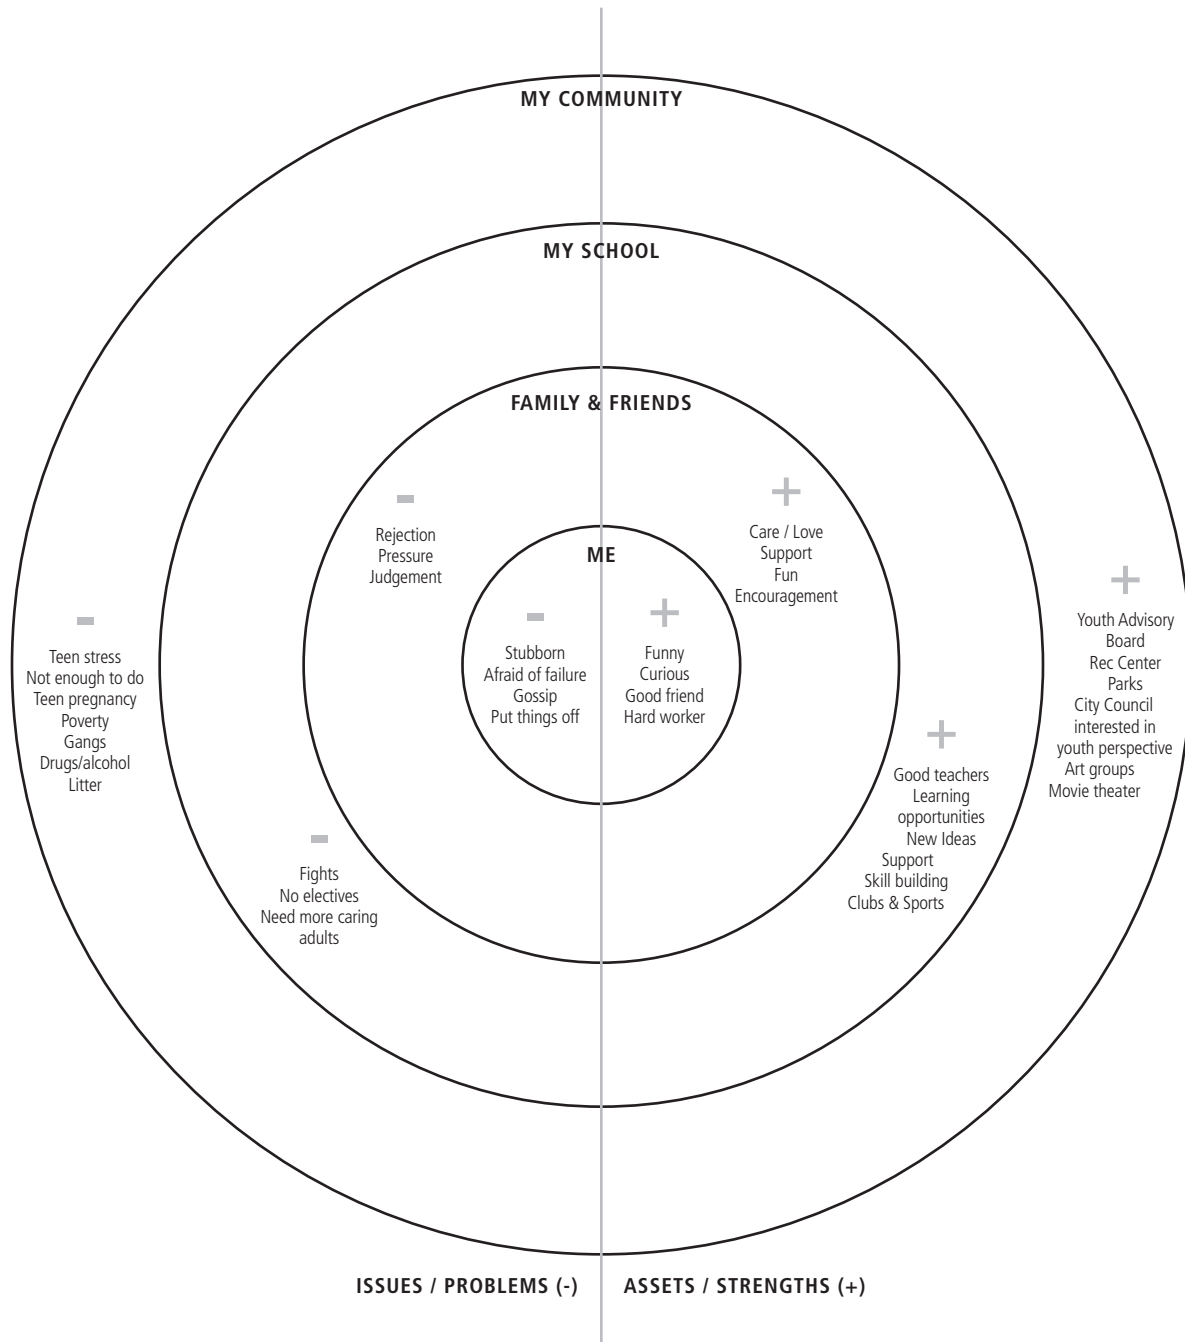 MY COMMUNITY
MY SCHOOL
FAMILY & FRIENDS
-
Rejection
Pressure
Judgement
+
Care / Love
Support
Fun
Encouragement
ME
-
Stubborn
Afraid of failure
Gossip
Put things off
+
Funny
Curious
Good friend
Hard worker
-
Teen stress
Not enough to do
Teen pregnancy
Poverty
Gangs
Drugs/alcohol
Litter
+
Youth Advisory
Board
Rec Center
Parks
City Council
interested in
youth perspective
Art groups
Movie theater
-
Fights
No electives
Need more caring
adults
+
Good teachers
Learning
opportunities
New Ideas
Support
Skill building
Clubs & Sports
ISSUES / PROBLEMS (-)
ASSETS / STRENGTHS (+)